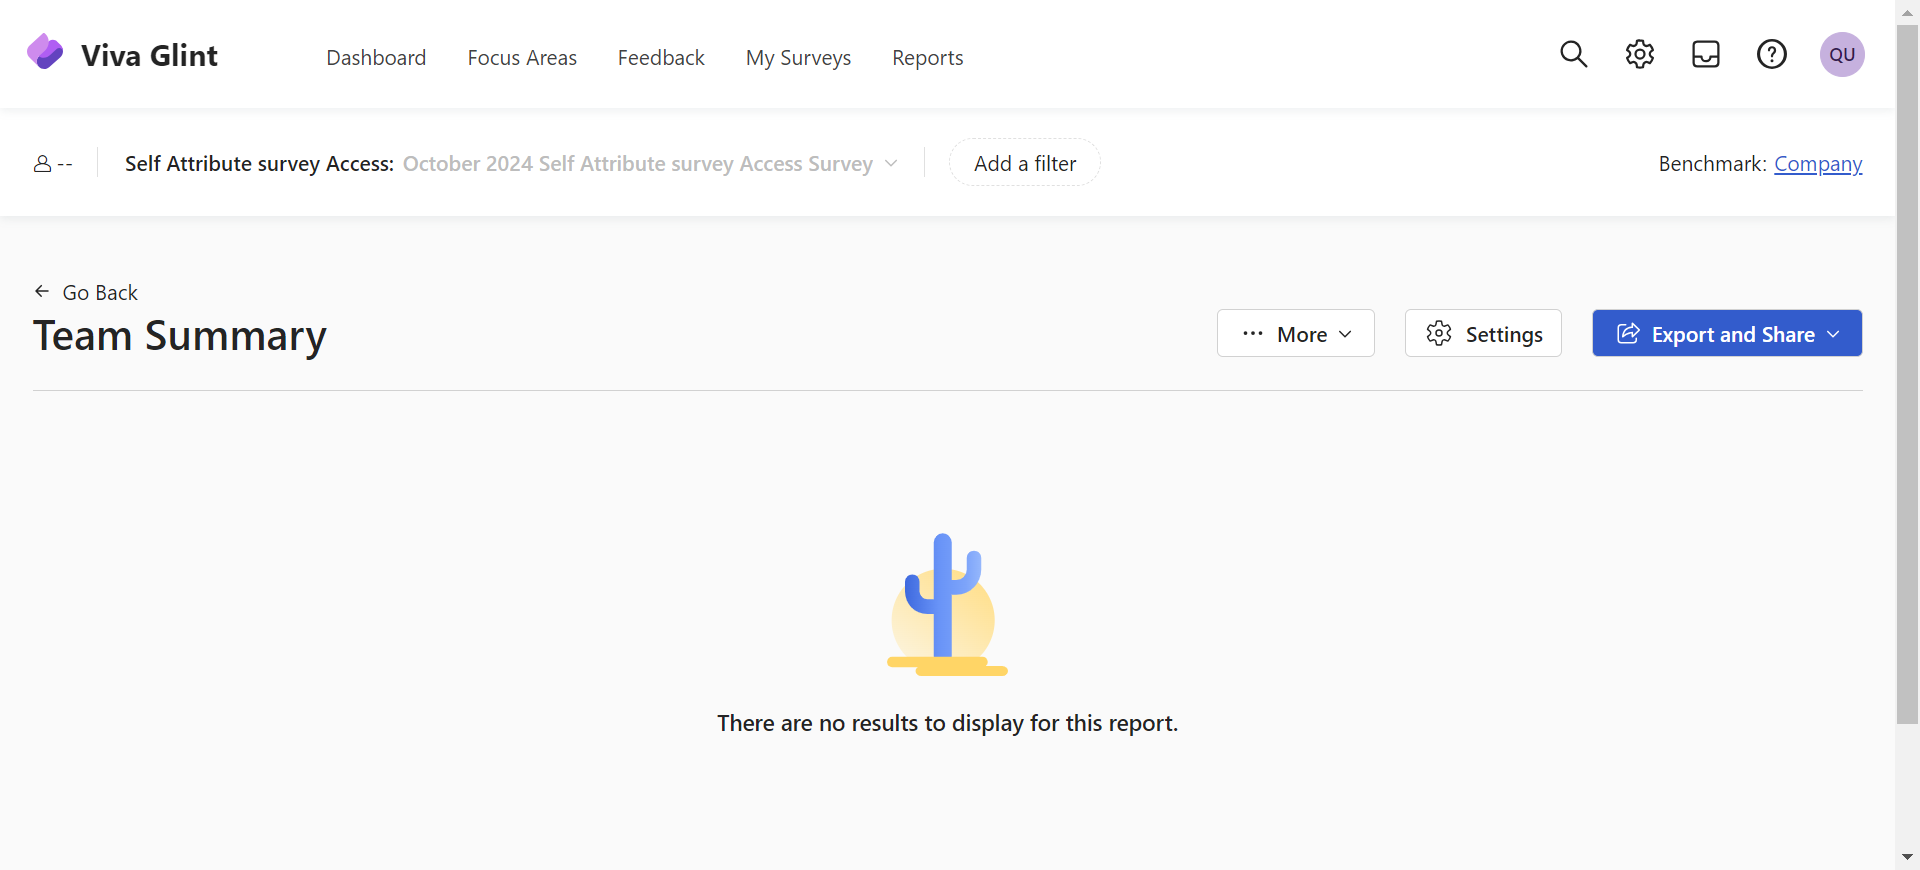 Viva Glint
Dashboard
Focus Areas
Feedback
My Surveys
Reports
QU
--
Self Attribute survey Access: October 2024 Self Attribute survey Access Survey
Add a filter
Benchmark: Company
Go Back
Team Summary
More
Settings
Export and Share
There are no results to display for this report.